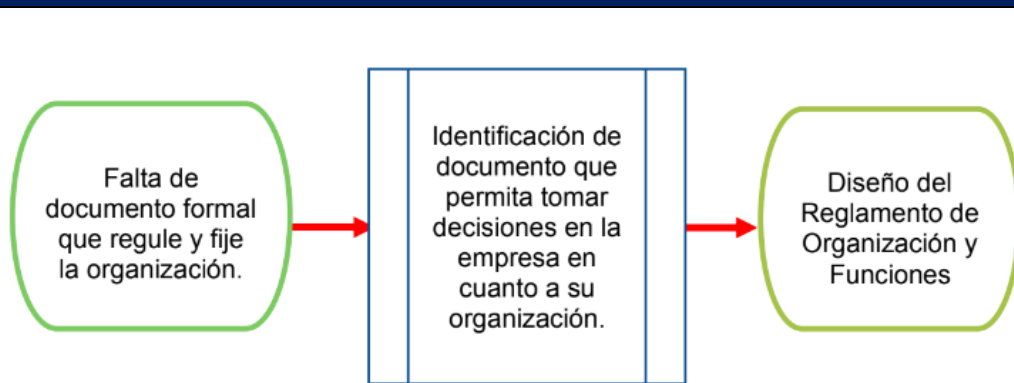 Falta de
documento formal
que regule y fije
la organización.
Identificación de
documento que
permita tomar
decisiones en la
empresa en
cuanto a su
organización.
Diseño del
Reglamento de
Organización y
Funciones